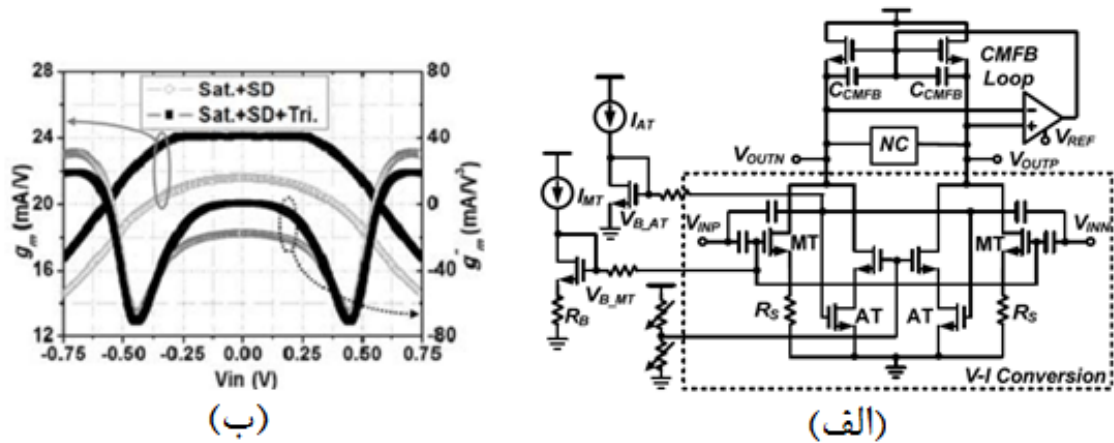 28
24
20
16
12
gm (mA/V)
Sat.+SD
Sat.+SD+Tri.
80
40
0
-40
-80
g″m (mA/V³)
-0.75
-0.50
-0.25
0.00
0.25
0.50
0.75
Vin (V)
(ب)
CMFB
Loop
CCMFB
CCMFB
IAT
VREF
NC
VOUTN
VOUTP
IMT
VB_AT
VINP
MT
MT
VINN
VB_MT
RB
RS
AT
AT
RS
V-I Conversion
(الف)